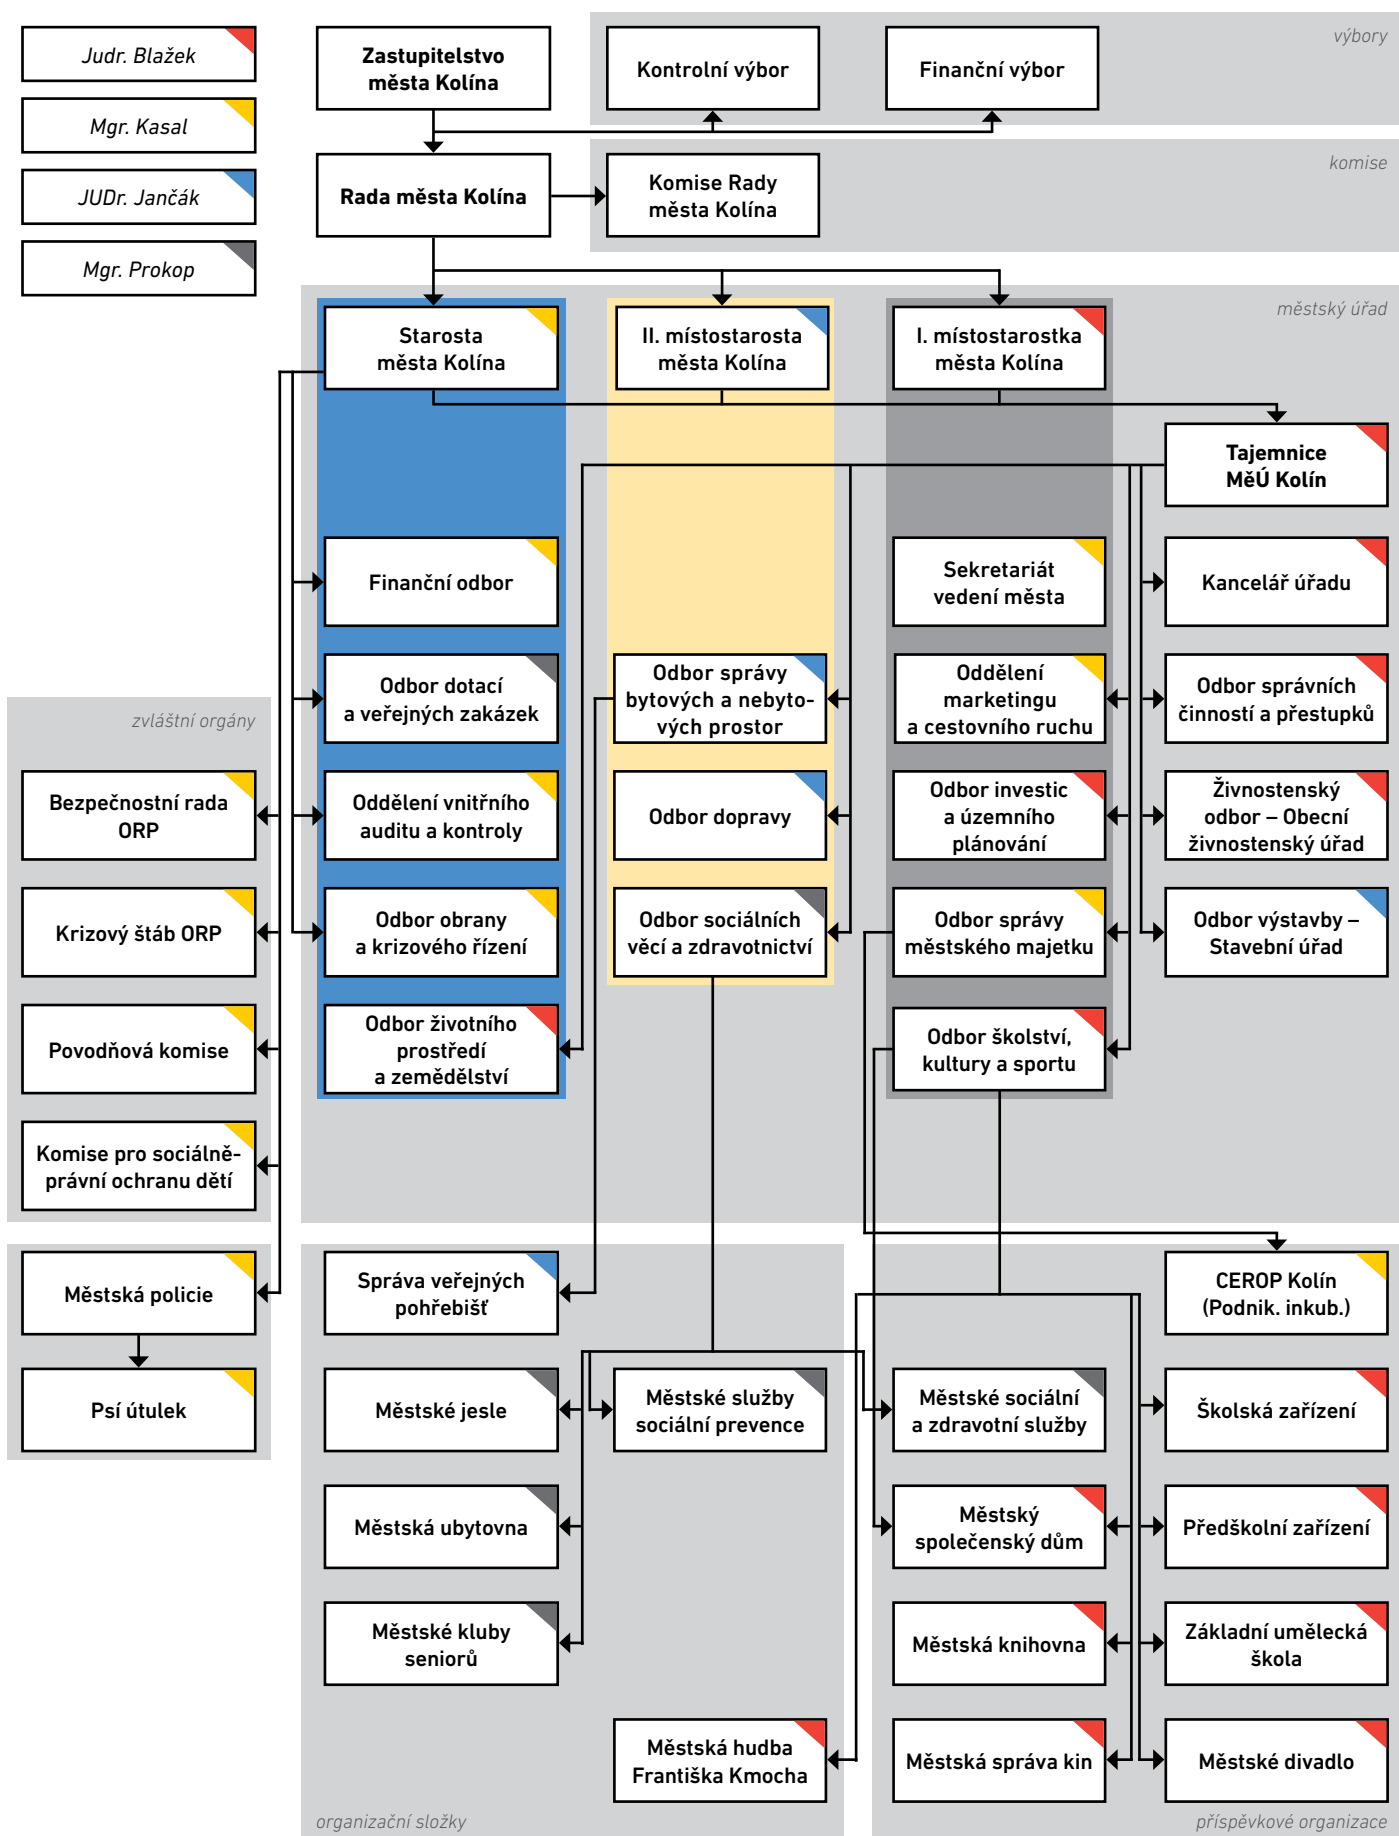 Judr. Blažek
Mgr. Kasal
JUDr. Jančák
Mgr. Prokop
Zastupitelstvo
města Kolína
Kontrolní výbor
Finanční výbor
výbory
Rada města Kolína
Komise Rady
města Kolína
komise
městský úřad
Starosta
města Kolína
II. místostarosta
města Kolína
I. místostarostka
města Kolína
Tajemnice
MěÚ Kolín
Finanční odbor
Sekretariát
vedení města
Kancelář úřadu
Odbor dotací
a veřejných zakázek
Odbor správy
bytových a nebyto-
vých prostor
Oddělení
marketingu
a cestovního ruchu
Odbor správních
činností a přestupků
zvláštní orgány
Bezpečnostní rada
ORP
Oddělení vnitřního
auditu a kontroly
Odbor dopravy
Odbor investic
a územního
plánování
Živnostenský
odbor – Obecní
živnostenský úřad
Krizový štáb ORP
Odbor obrany
a krizového řízení
Odbor sociálních
věcí a zdravotnictví
Odbor správy
městského majetku
Odbor výstavby –
Stavební úřad
Povodňová komise
Odbor životního
prostředí
a zemědělství
Odbor školství,
kultury a sportu
Komise pro sociálně-
právní ochranu dětí
Městská policie
Správa veřejných
pohřebišť
CEROP Kolín
(Podnik. inkub.)
Psí útulek
Městské jesle
Městské služby
sociální prevence
Městské sociální
a zdravotní služby
Školská zařízení
Městská ubytovna
Městský
společenský dům
Předškolní zařízení
Městské kluby
seniorů
Městská knihovna
Základní umělecká
škola
Městská hudba
Františka Kmocha
Městská správa kin
Městské divadlo
organizační složky
příspěvkové organizace